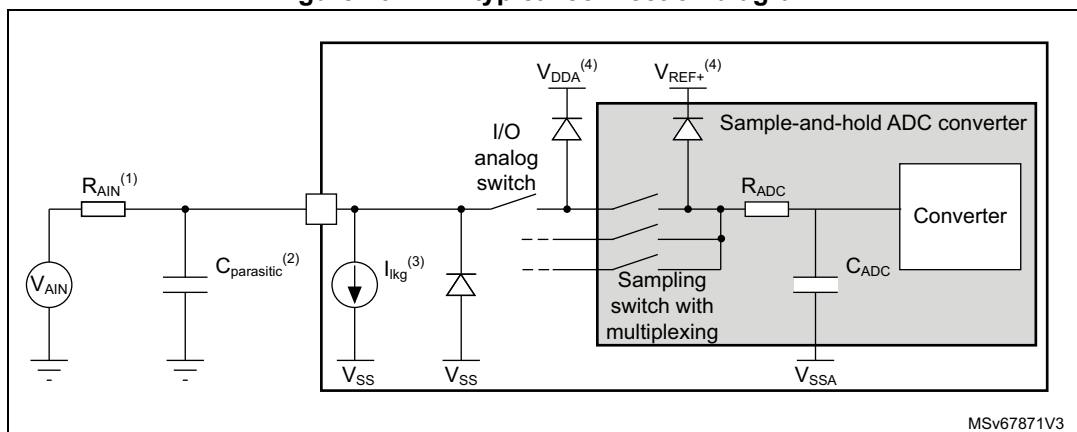 V_DDA^(4)
V_REF+^(4)
Sample-and-hold ADC converter
I/O
analog
switch
R_AIN^(1)
R_ADC
Converter
C_parasitic^(2)
I_lkg^(3)
V_AIN
C_ADC
Sampling
switch with
multiplexing
V_SS
V_SS
V_SSA
MSv67871V3